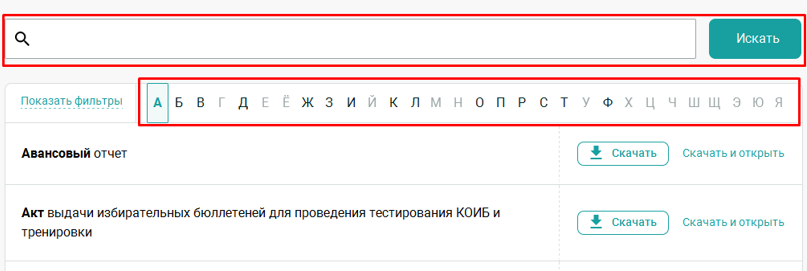 Искать
Показать фильтры А Б В Г Д Е Ё Ж З И Й К Л М Н О П Р С Т У Ф Х Ц Ч Ш Щ Э Ю Я
Авансовый отчет Скачать Скачать и открыть
Акт выдачи избирательных бюллетеней для проведения тестирования КОИБ и
тренировки
Скачать Скачать и открыть